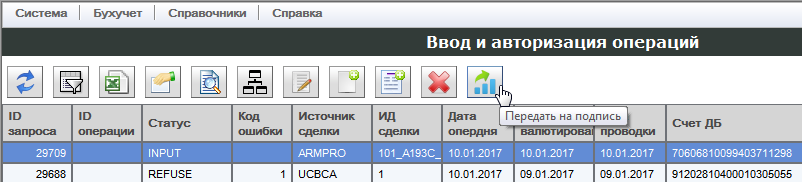 Система Бухучет Справочники Справка
Ввод и авторизация операций
Передать на подпись
ID запроса ID операции Статус Код ошибки Источник сделки ИД сделки Дата опердня валютирован проводки Счет ДБ
29709 INPUT ARMPRO 101_A193C_ 10.01.2017 10.01.2017 10.01.2017 70606810099403711298
29688 REFUSE 1 UCBCA 1 10.01.2017 09.01.2017 09.01.2017 91202810400010305055